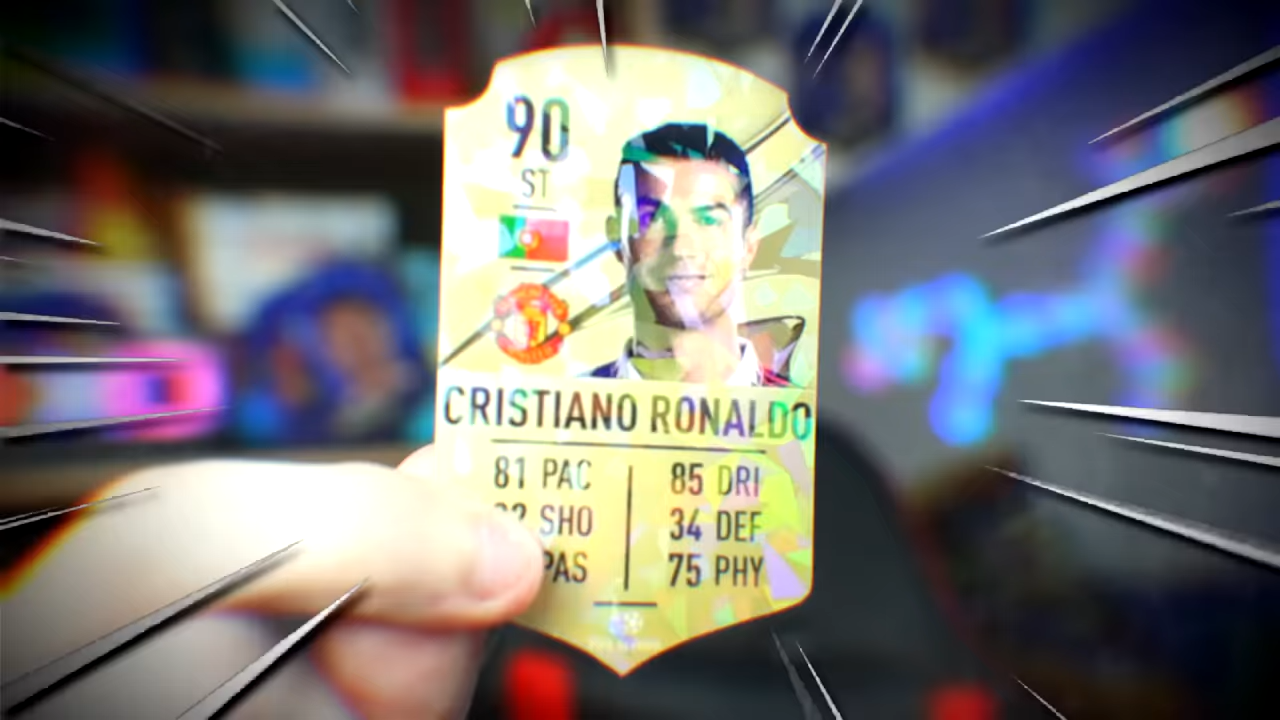 90
ST
CRISTIANO RONALDO
81 PAC
85 DRI
SHO
34 DEF
PAS
75 PHY